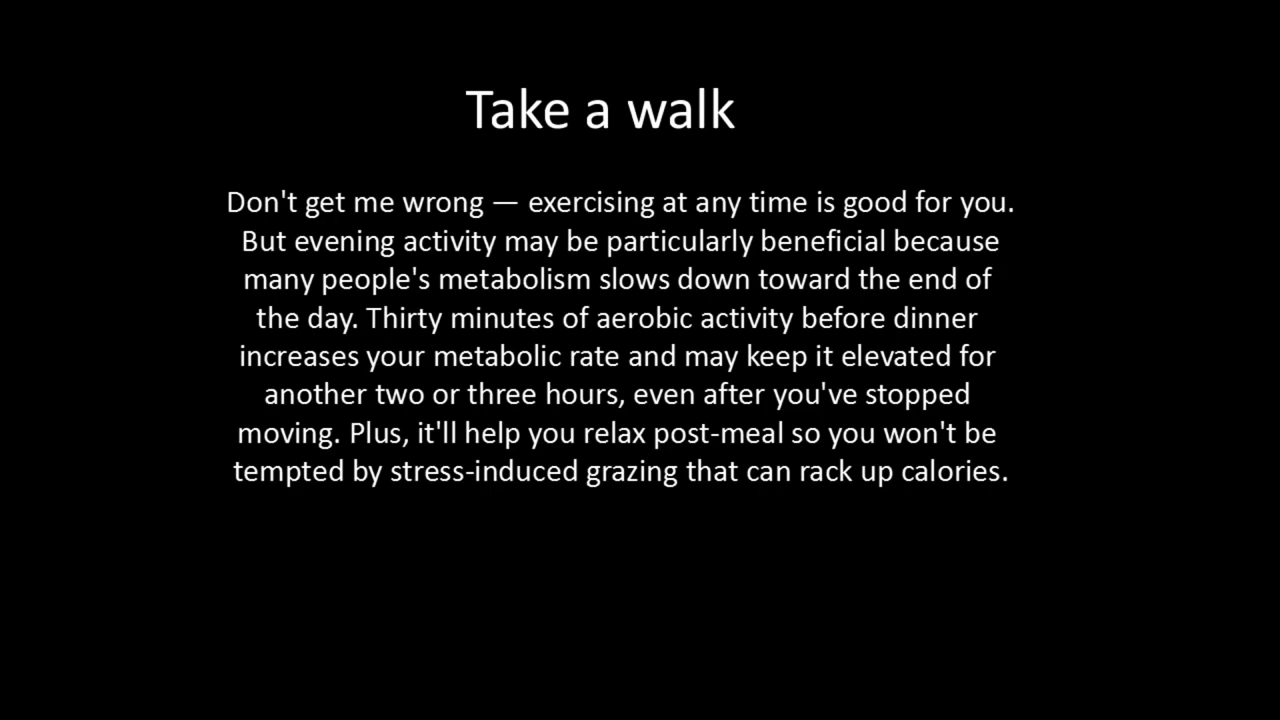 Take a walk
Don't get me wrong — exercising at any time is good for you.
But evening activity may be particularly beneficial because
many people's metabolism slows down toward the end of
the day. Thirty minutes of aerobic activity before dinner
increases your metabolic rate and may keep it elevated for
another two or three hours, even after you've stopped
moving. Plus, it'll help you relax post-meal so you won't be
tempted by stress-induced grazing that can rack up calories.